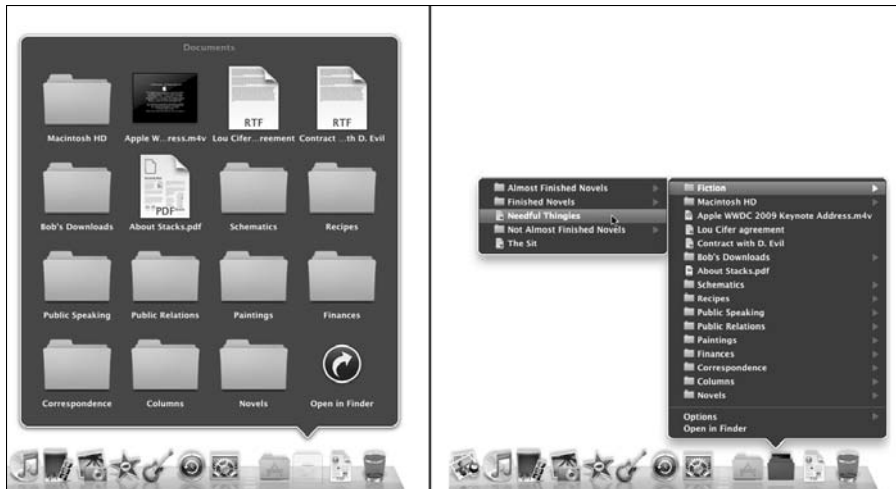 Documents
Macintosh HD
Apple W...ress.m4v
RTF
Lou Cifer...reement
RTF
Contract ...th D. Evil
Bob's Downloads
PDF
About Stacks.pdf
Schematics
Recipes
Public Speaking
Public Relations
Paintings
Finances
Correspondence
Columns
Novels
Open in Finder
Almost Finished Novels
Finished Novels
Needful Thingies
Not Almost Finished Novels
The Sit
Fiction
Macintosh HD
Apple WWDC 2009 Keynote Address.m4v
Lou Cifer agreement
Contract with D. Evil
Bob's Downloads
About Stacks.pdf
Schematics
Recipes
Public Speaking
Public Relations
Paintings
Finances
Correspondence
Columns
Novels
Options
Open in Finder